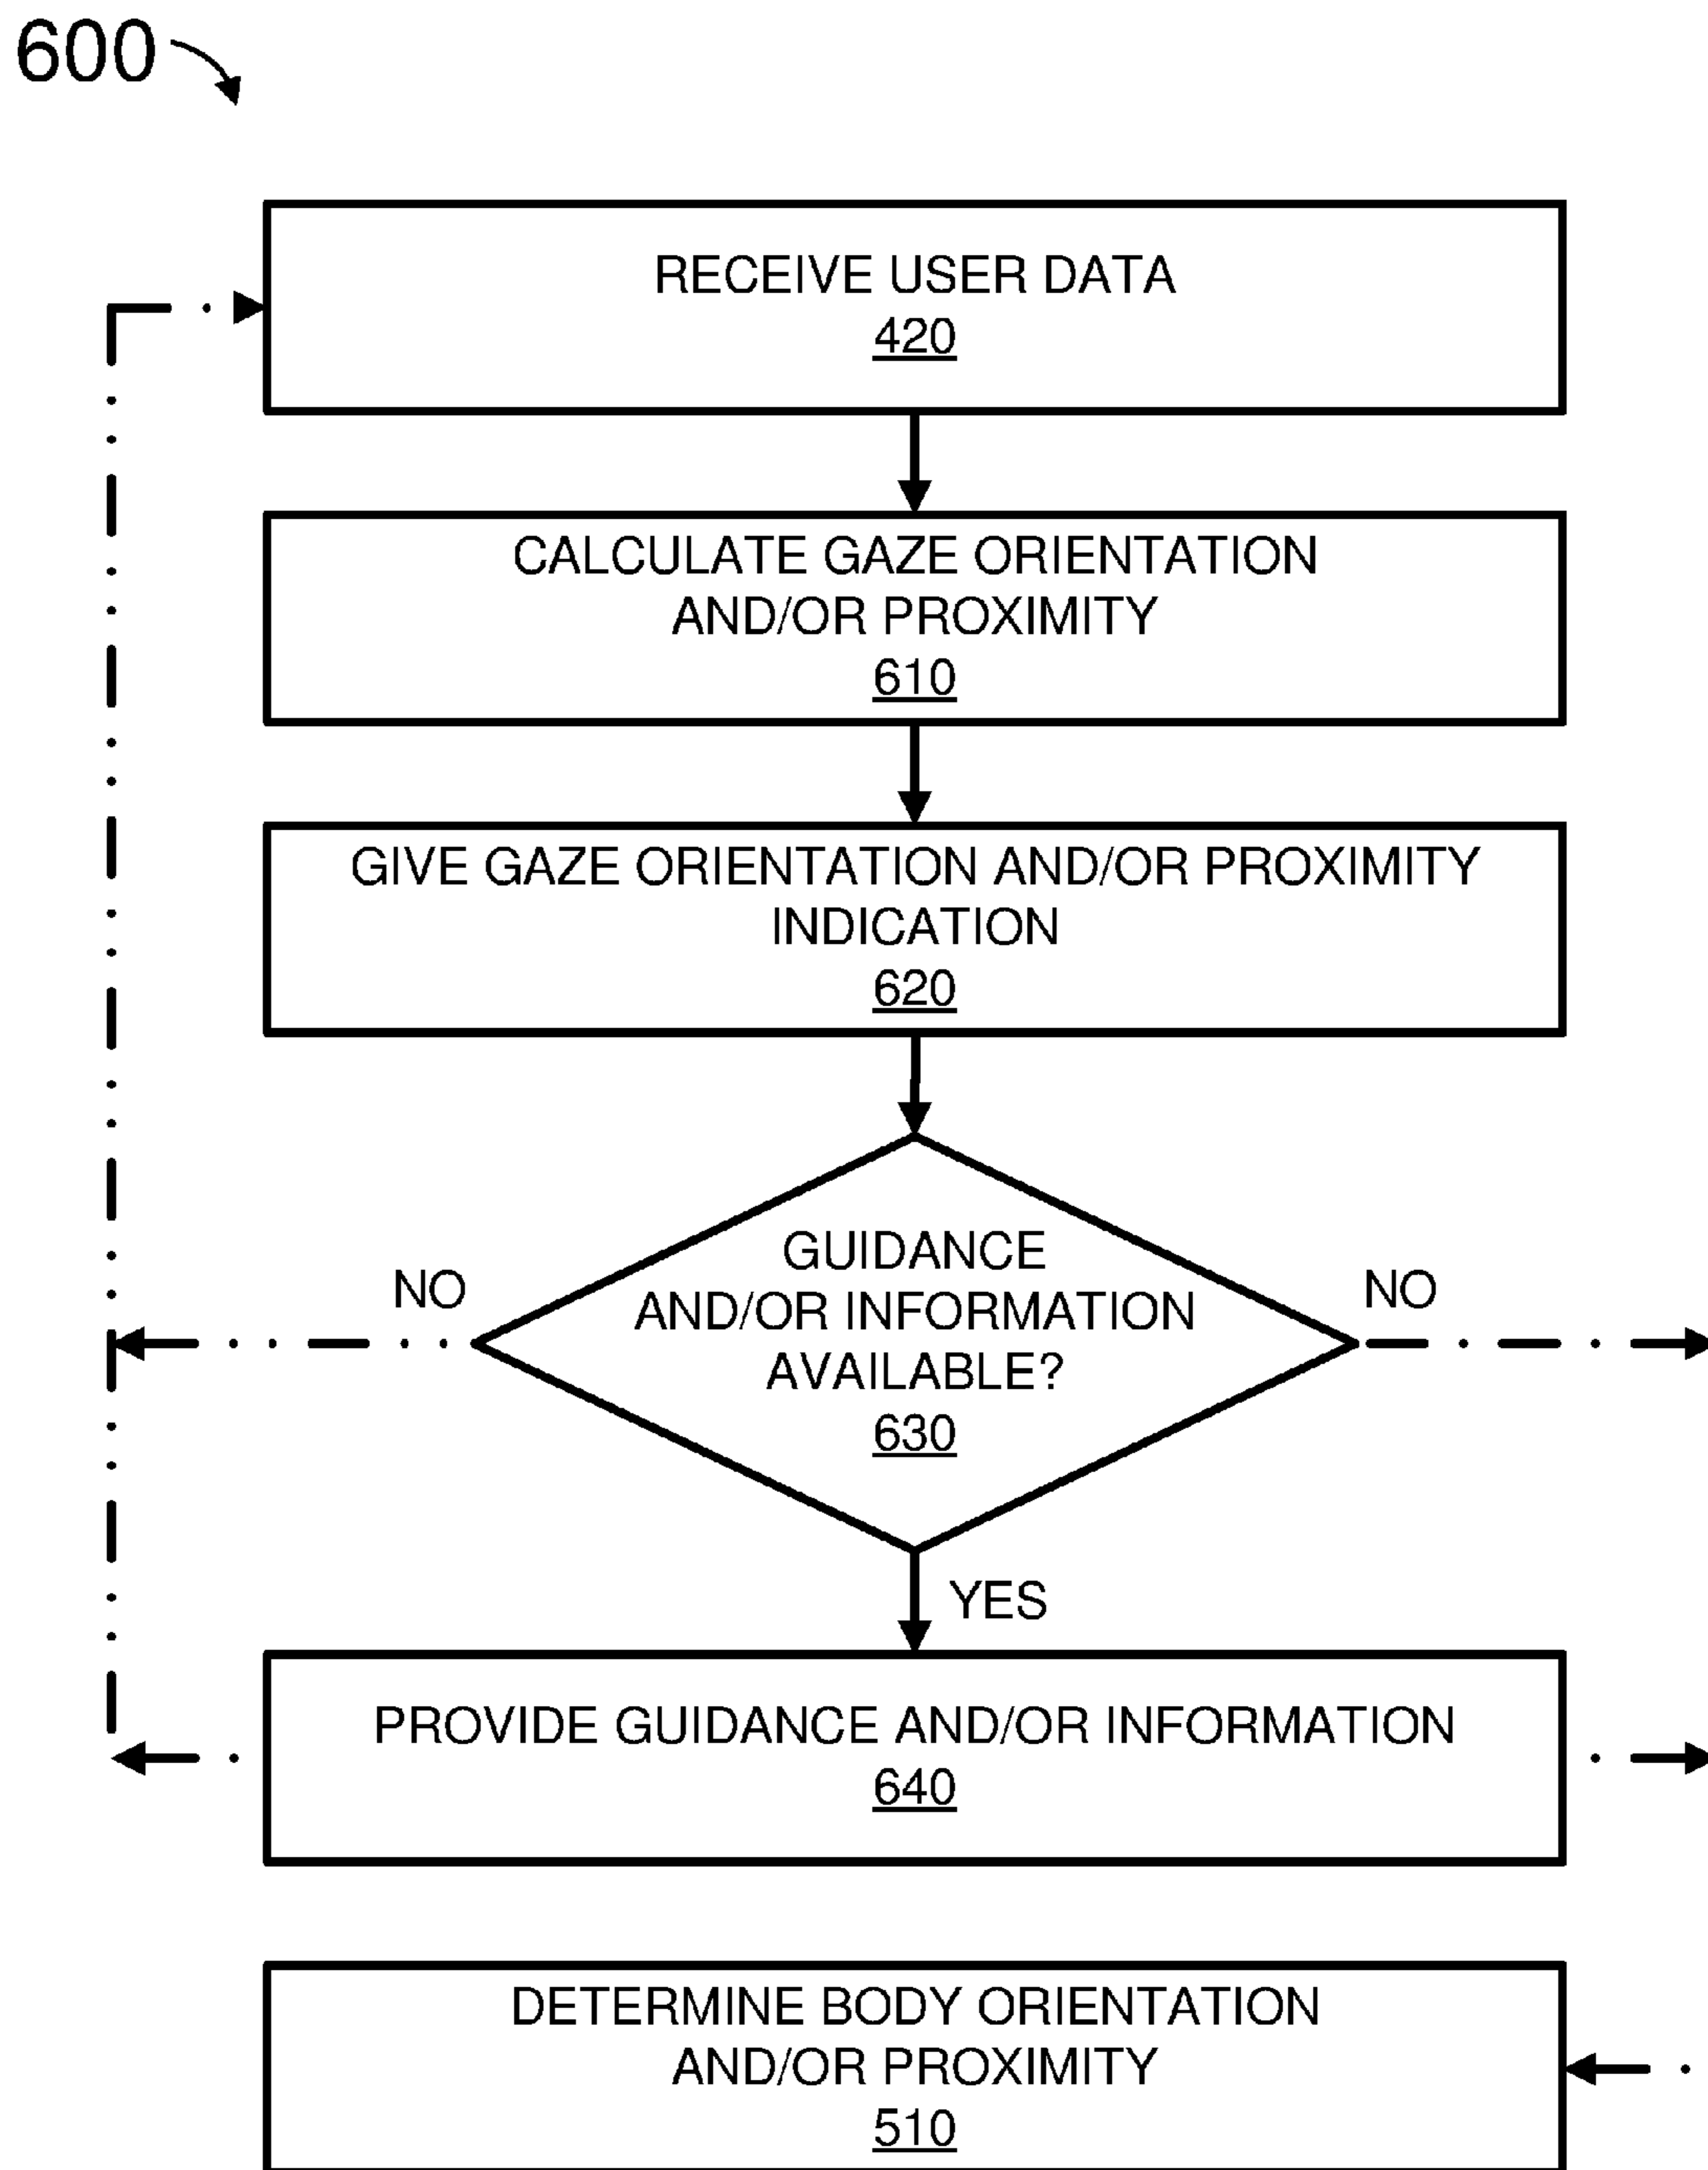 600
RECEIVE USER DATA
420
CALCULATE GAZE ORIENTATION
AND/OR PROXIMITY
610
GIVE GAZE ORIENTATION AND/OR PROXIMITY
INDICATION
620
GUIDANCE
AND/OR INFORMATION
AVAILABLE?
630
NO
NO
YES
PROVIDE GUIDANCE AND/OR INFORMATION
640
DETERMINE BODY ORIENTATION
AND/OR PROXIMITY
510